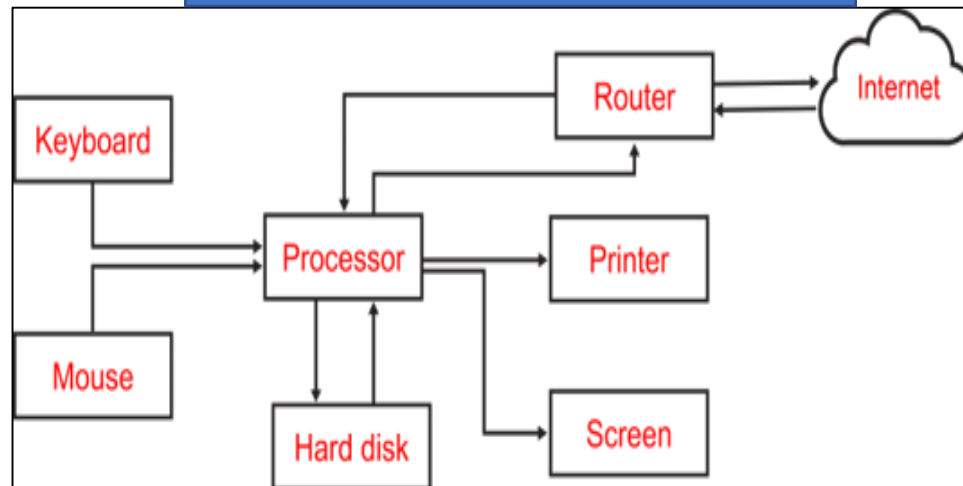 Router
Internet
Keyboard
Processor
Printer
Mouse
Hard disk
Screen